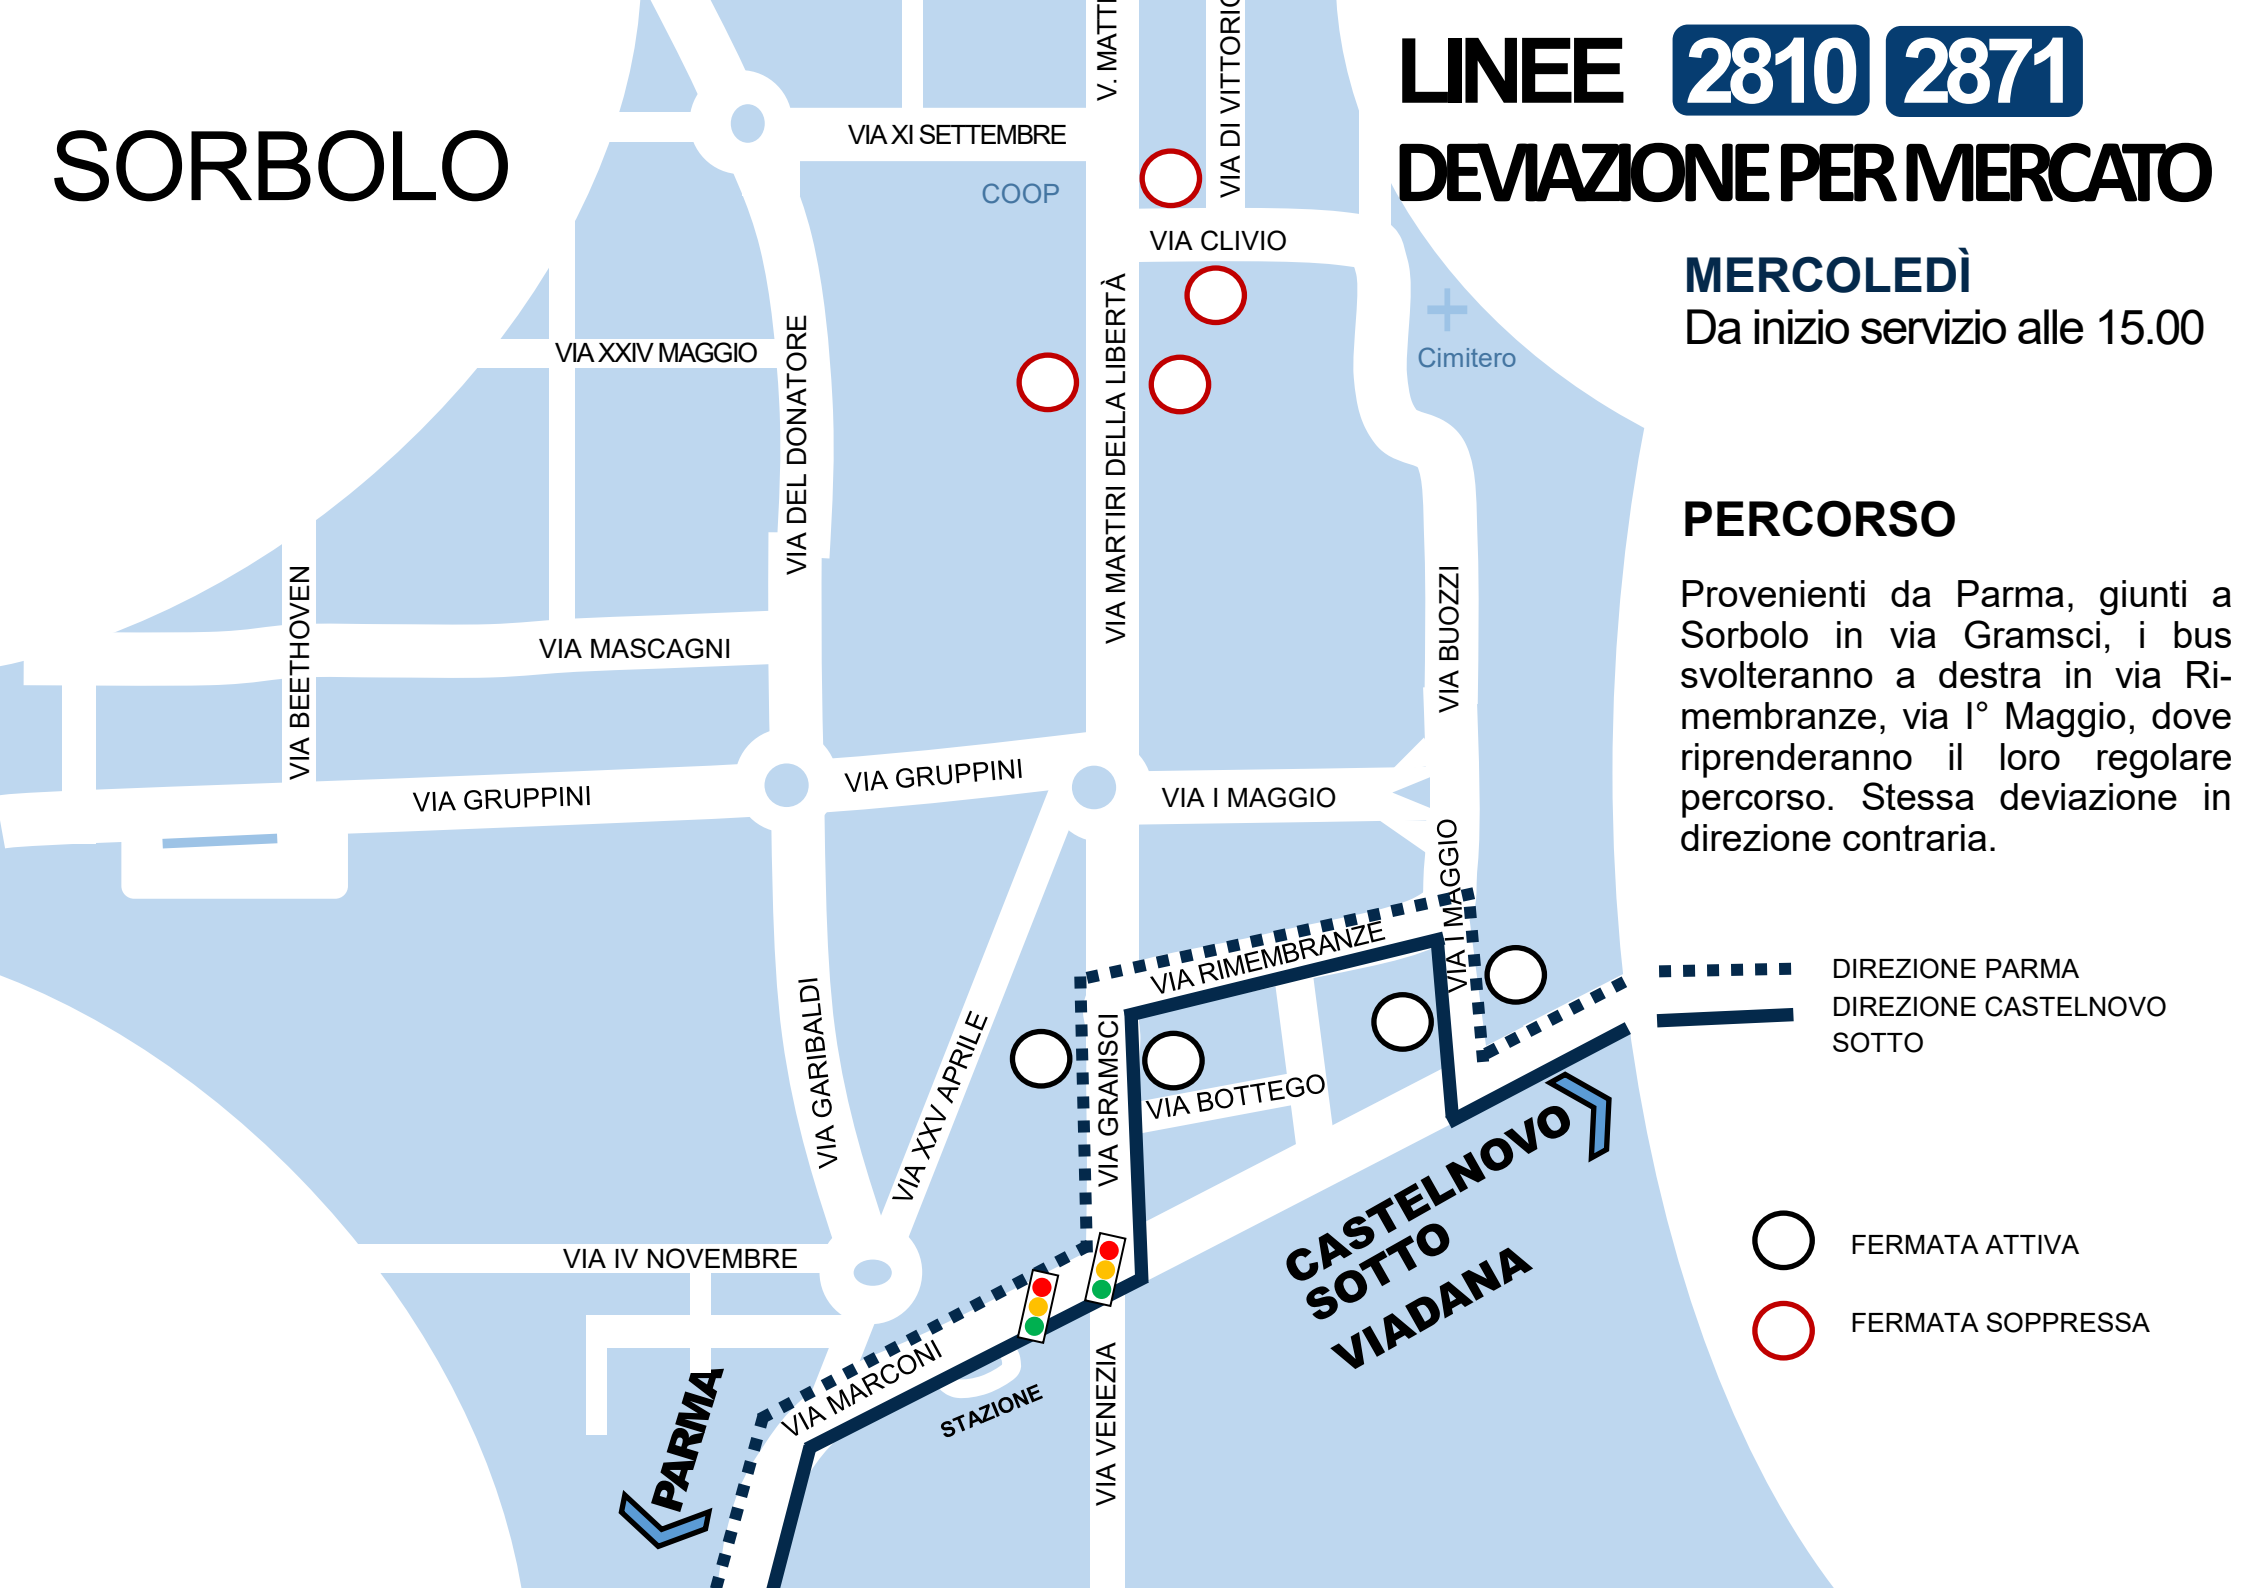 SORBOLO
LINEE 2810 2871
DEVIAZIONE PER MERCATO
MERCOLEDÌ
Da inizio servizio alle 15.00
PERCORSO
Provenienti da Parma, giunti a
Sorbolo in via Gramsci, i bus
svolteranno a destra in via Ri-
membranze, via I° Maggio, dove
riprenderanno il loro regolare
percorso. Stessa deviazione in
direzione contraria.
DIREZIONE PARMA
DIREZIONE CASTELNOVO
SOTTO
FERMATA ATTIVA
FERMATA SOPPRESSA
V. MATT
VIA DI VITTORIO
VIA XI SETTEMBRE
COOP
VIA CLIVIO
Cimitero
VIA XXIV MAGGIO
VIA DEL DONATORE
VIA MARTIRI DELLA LIBERTÀ
VIA BEETHOVEN
VIA MASCAGNI
VIA BUOZZI
VIA GRUPPINI
VIA GRUPPINI
VIA I MAGGIO
VIA I MAGGIO
VIA RIMEMBRANZE
VIA GARIBALDI
VIA XXV APRILE
VIA GRAMSCI
VIA BOTTEGO
VIA IV NOVEMBRE
VIA MARCONI
STAZIONE
VIA VENEZIA
PARMA
CASTELNOVO
SOTTO
VIADANA